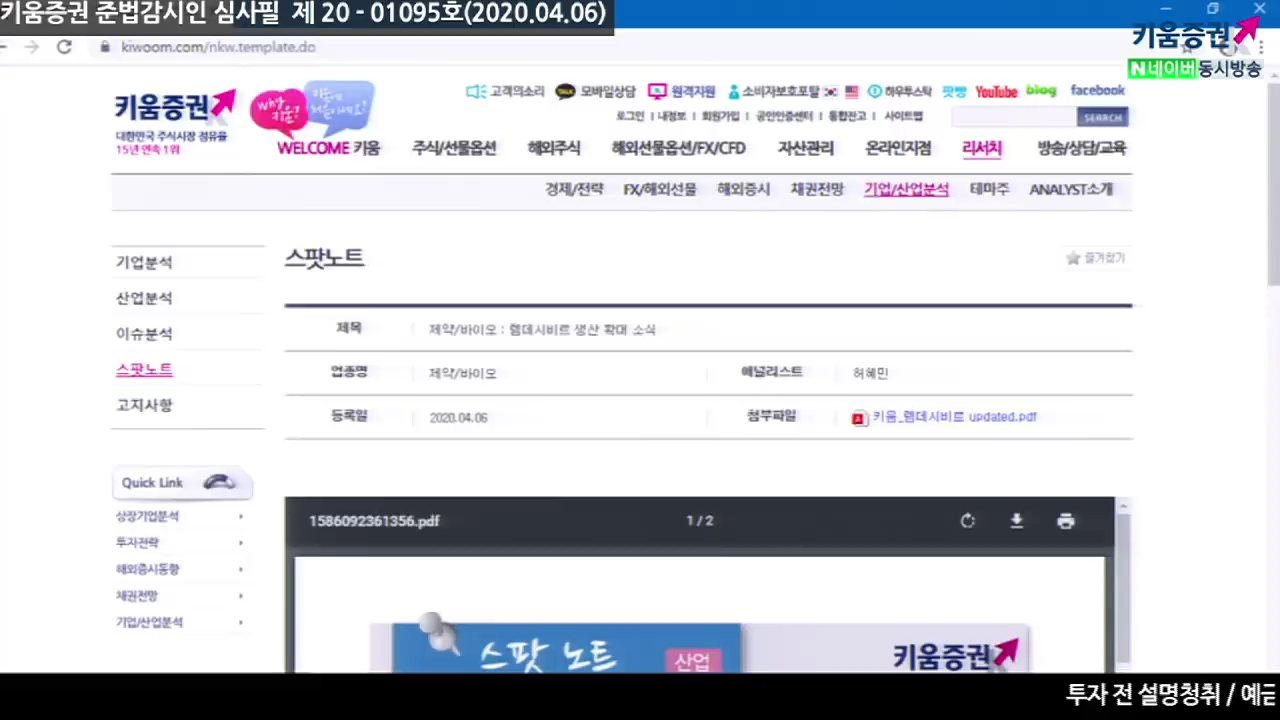 키움증권 준법감시인 심사필 제 20 - 01095호(2020.04.06)
키움증권
N 네이버 동시방송
kiwoom.com/nkw.template.do
키움증권
대한민국 주식시장 점유율
15년 연속 1위
Why 키움?
고객의소리 모바일상담 원격지원 소비자보호포탈 하우투스탁 팟빵 YouTube blog facebook
로그인 | 내정보 | 회원가입 | 공인인증센터 | 통합잔고 | 사이트맵 SEARCH
WELCOME 키움 주식/선물옵션 해외주식 해외선물옵션/FX/CFD 자산관리 온라인지점 리서치 방송/상담/교육
경제/전략 FX/해외선물 해외증시 채권전망 기업/산업분석 테마주 ANALYST소개
기업분석
산업분석
이슈분석
스팟노트
고지사항
스팟노트
즐겨찾기
제목 제약/바이오 : 렘데시비르 생산 확대 소식
업종명 제약/바이오 애널리스트 허혜민
등록일 2020.04.06 첨부파일 키움_렘데시비르 updated.pdf
Quick Link
상장기업분석
투자전략
해외증시동향
채권전망
기업/산업분석
1586092361356.pdf 1 / 2
스팟 노트 산업 키움증권
투자 전 설명청취 / 예금